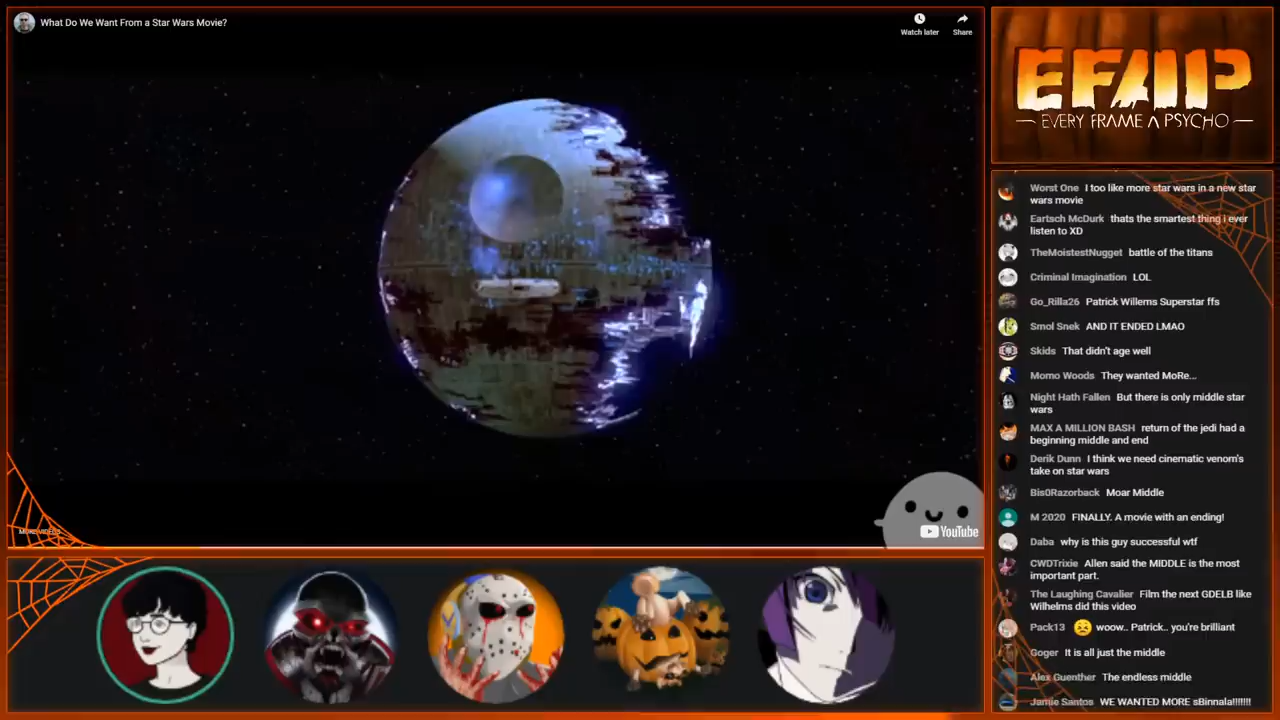 What Do We Want From a Star Wars Movie?
Watch later
Share
MORE VIDEOS
YouTube
EFAP
EVERY FRAME A PSYCHO
Worst One I too like more star wars in a new star
wars movie
Eartsch McDurk thats the smartest thing i ever
listen to XD
TheMoistestNugget battle of the titans
Criminal Imagination LOL
Go_Rilla26 Patrick Willems Superstar ffs
Smol Snek AND IT ENDED LMAO
Skids That didn't age well
Momo Woods They wanted MoRe...
Night Hath Fallen But there is only middle star
wars
MAX A MILLION BASH return of the jedi had a
beginning middle and end
Derik Dunn I think we need cinematic venom's
take on star wars
Bis0Razorback Moar Middle
M 2020 FINALLY. A movie with an ending!
Daba why is this guy successful wtf
CWDTrixie Allen said the MIDDLE is the most
important part.
The Laughing Cavalier Film the next GDELB like
Wilhelms did this video
Pack13 😣 woow.. Patrick.. you're brilliant
Goger It is all just the middle
Alex Guenther The endless middle
Jamie Santos WE WANTED MORE sBinnala!!!!!!!